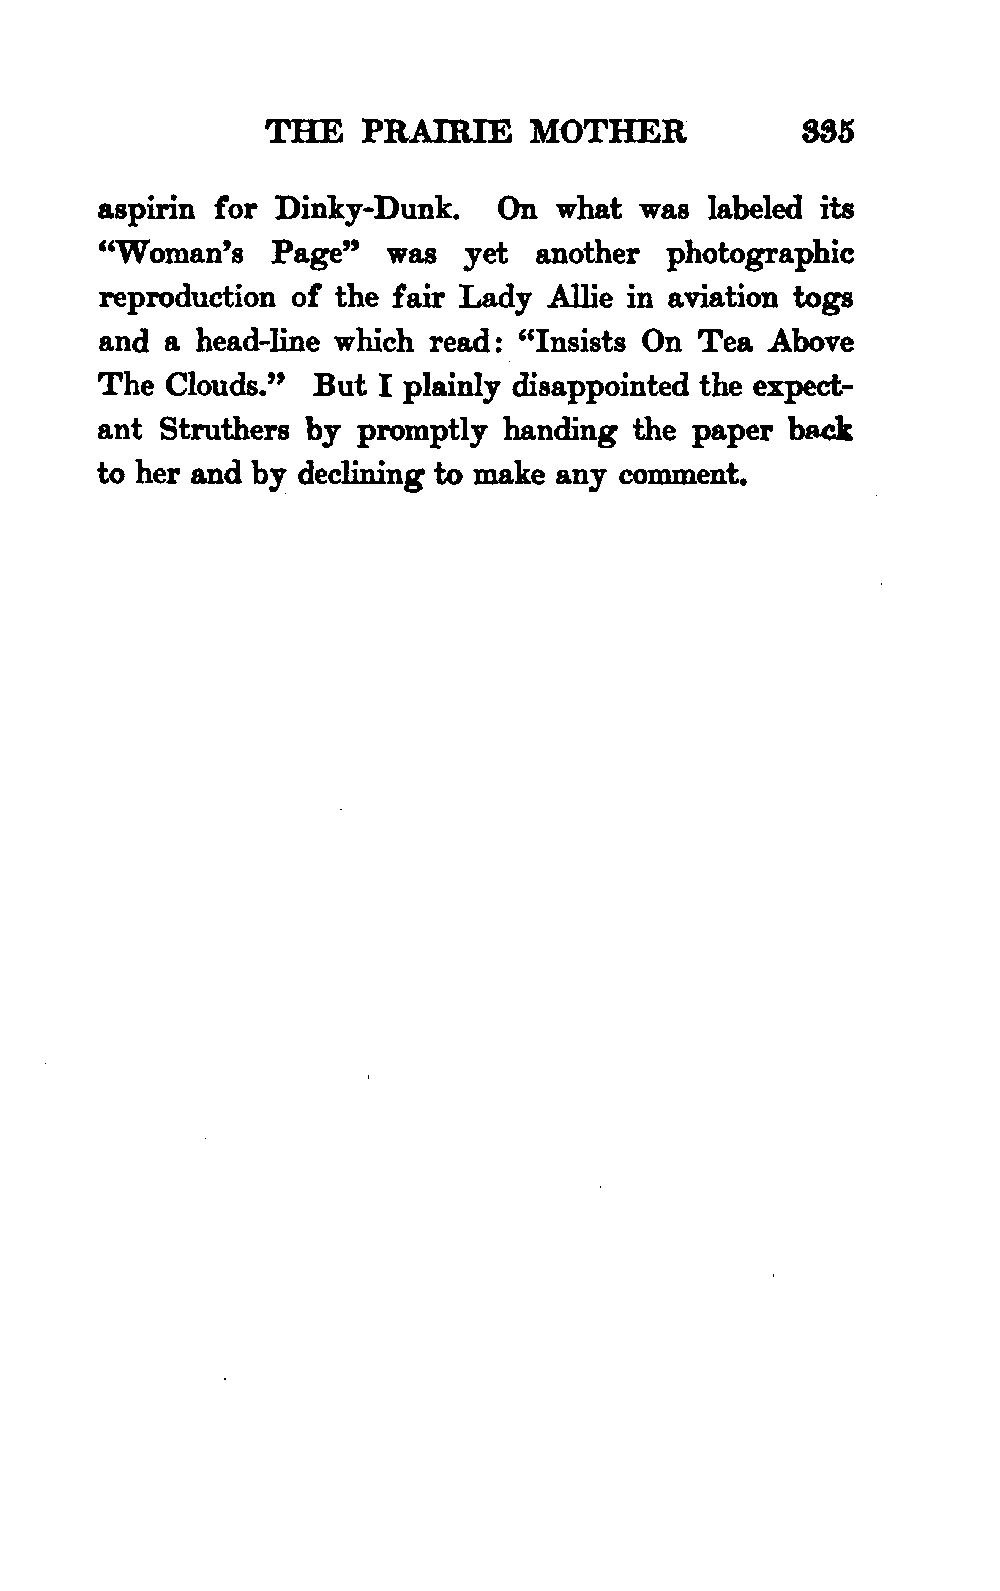 THE PRAIRIE MOTHER 335
aspirin for Dinky-Dunk. On what was labeled its
“Woman’s Page” was yet another photographic
reproduction of the fair Lady Allie in aviation togs
and a head-line which read: “Insists On Tea Above
The Clouds.” But I plainly disappointed the expect-
ant Struthers by promptly handing the paper back
to her and by declining to make any comment.